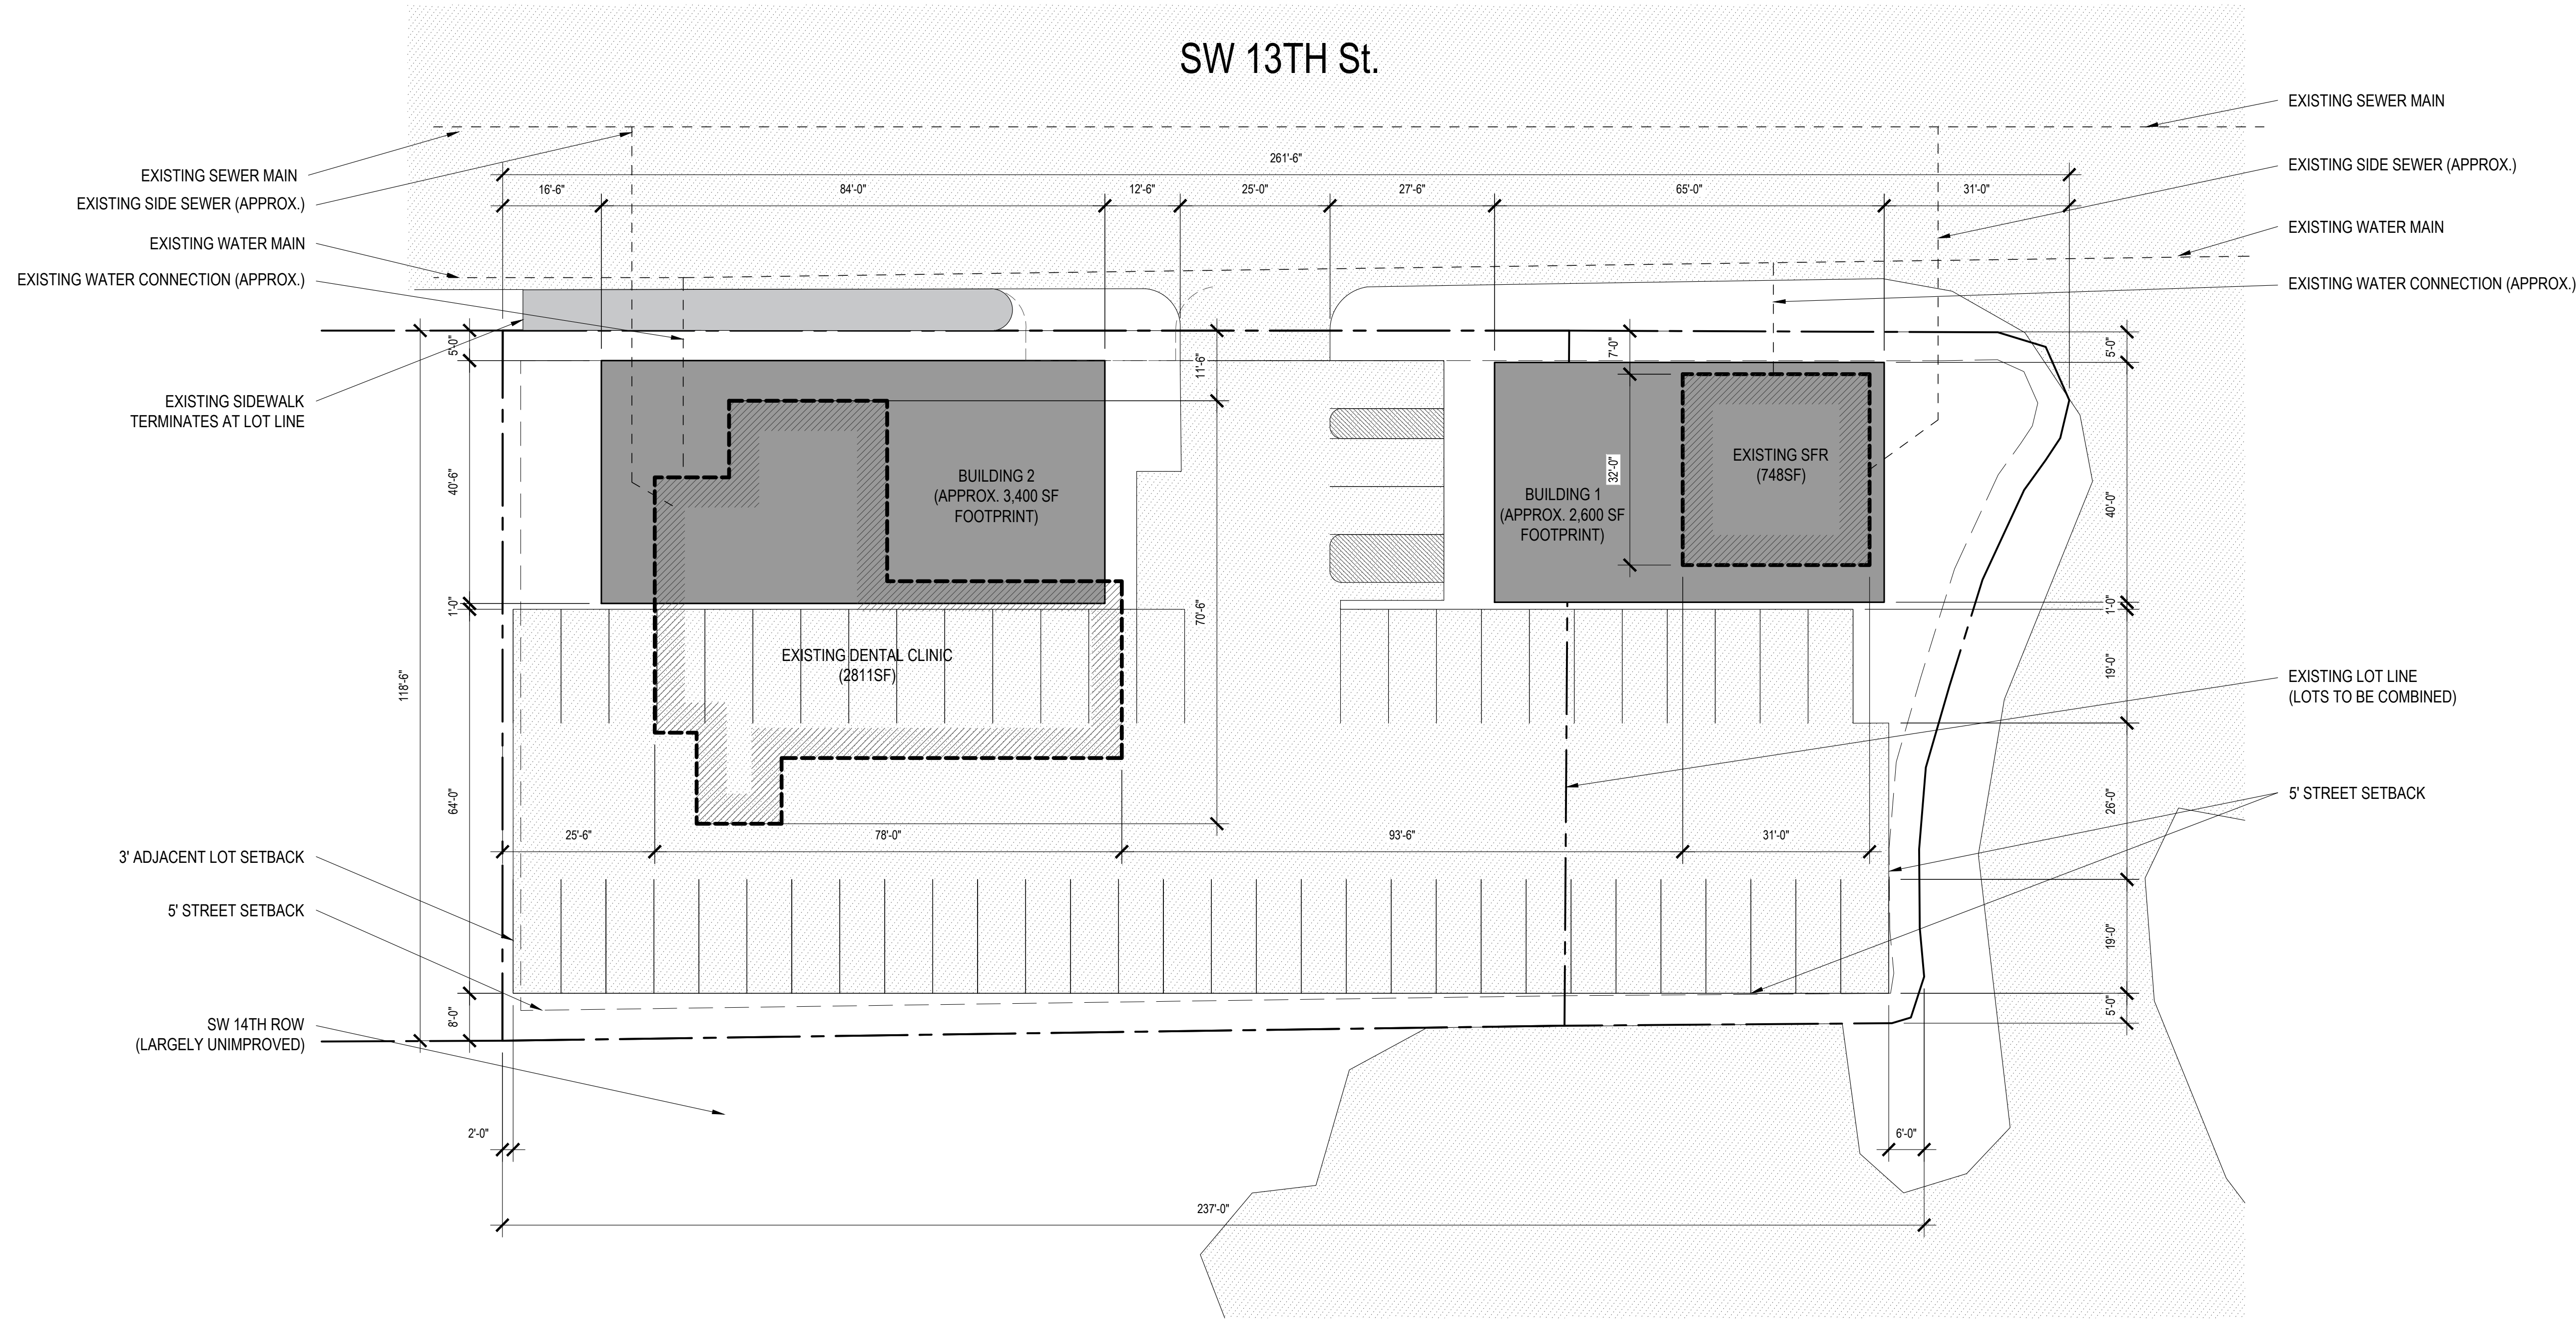 SW 13TH St.
EXISTING SEWER MAIN
EXISTING SIDE SEWER (APPROX.)
EXISTING WATER MAIN
EXISTING WATER CONNECTION (APPROX.)
EXISTING SIDEWALK
TERMINATES AT LOT LINE
3' ADJACENT LOT SETBACK
5' STREET SETBACK
SW 14TH ROW
(LARGELY UNIMPROVED)
261'-6"
16'-6"
84'-0"
12'-6"
25'-0"
27'-6"
65'-0"
31'-0"
5'-0"
40'-6"
1'-0"
118'-6"
64'-0"
8'-0"
11'-6"
70'-6"
BUILDING 2
(APPROX. 3,400 SF
FOOTPRINT)
EXISTING DENTAL CLINIC
(2811SF)
7'-0"
32'-0"
BUILDING 1
(APPROX. 2,600 SF
FOOTPRINT)
EXISTING SFR
(748SF)
25'-6"
78'-0"
93'-6"
31'-0"
5'-0"
40'-0"
1'-0"
19'-0"
26'-0"
19'-0"
5'-0"
2'-0"
6'-0"
237'-0"
EXISTING SEWER MAIN
EXISTING SIDE SEWER (APPROX.)
EXISTING WATER MAIN
EXISTING WATER CONNECTION (APPROX.)
EXISTING LOT LINE
(LOTS TO BE COMBINED)
5' STREET SETBACK